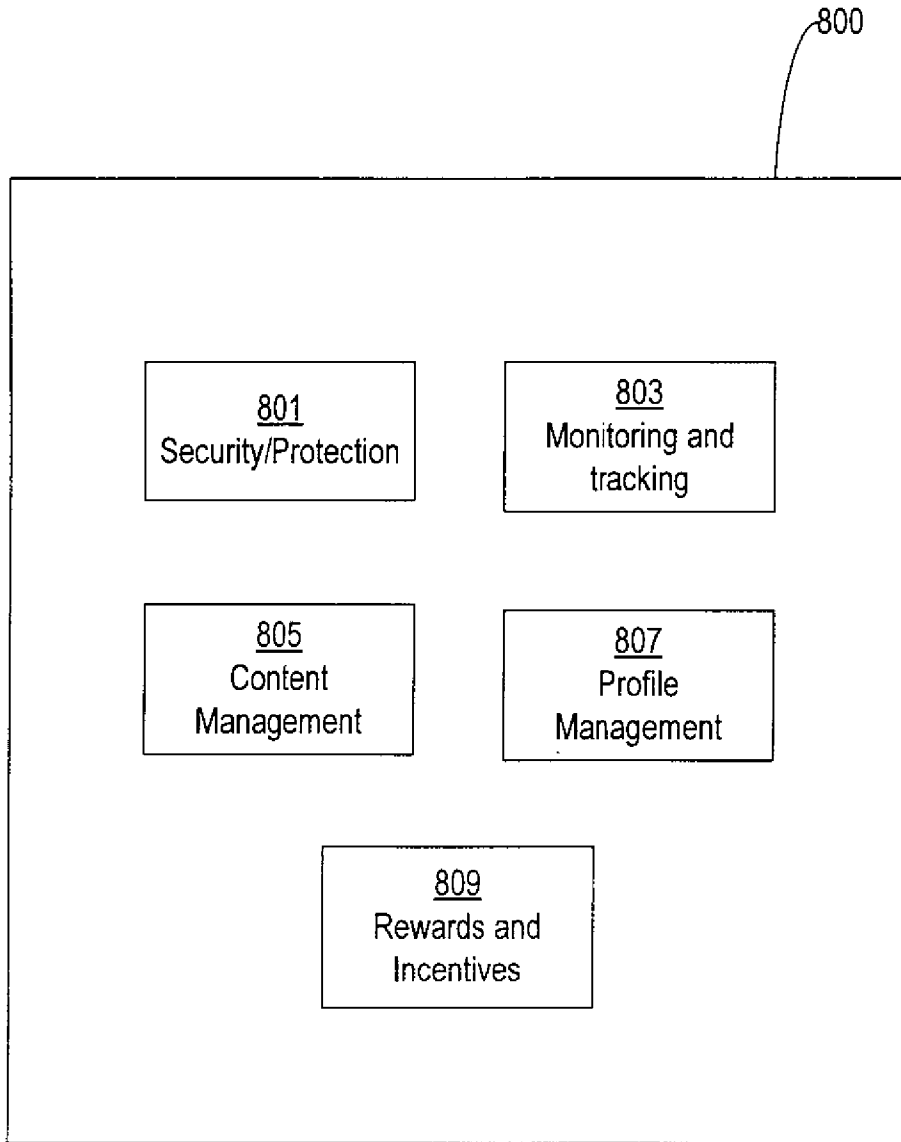 800
801
Security/Protection
803
Monitoring and
tracking
805
Content
Management
807
Profile
Management
809
Rewards and
Incentives